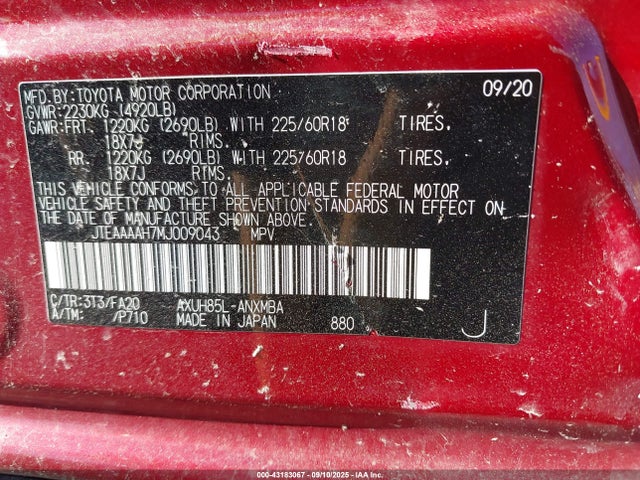 MFD.BY:TOYOTA MOTOR CORPORATION 09/20
GVWR:2230KG (4920LB)
GAWR:FRT. 1220KG (2690LB) WITH 225/60R18 TIRES.
18X7J RIMS.
RR. 1220KG (2690LB) WITH 225/60R18 TIRES.
18X7J RIMS.
THIS VEHICLE CONFORMS TO ALL APPLICABLE FEDERAL MOTOR
VEHICLE SAFETY AND THEFT PREVENTION STANDARDS IN EFFECT ON
THE DATE OF MANUFACTURE SHOWN ABOVE.
JTEAAAAH7MJ009043 MPV
C/TR:3T3/FA20 AXUH85L-ANXMBA
A/TM: /P710 MADE IN JAPAN 880 J
000-43183067 - 09/10/2025 - IAA Inc.